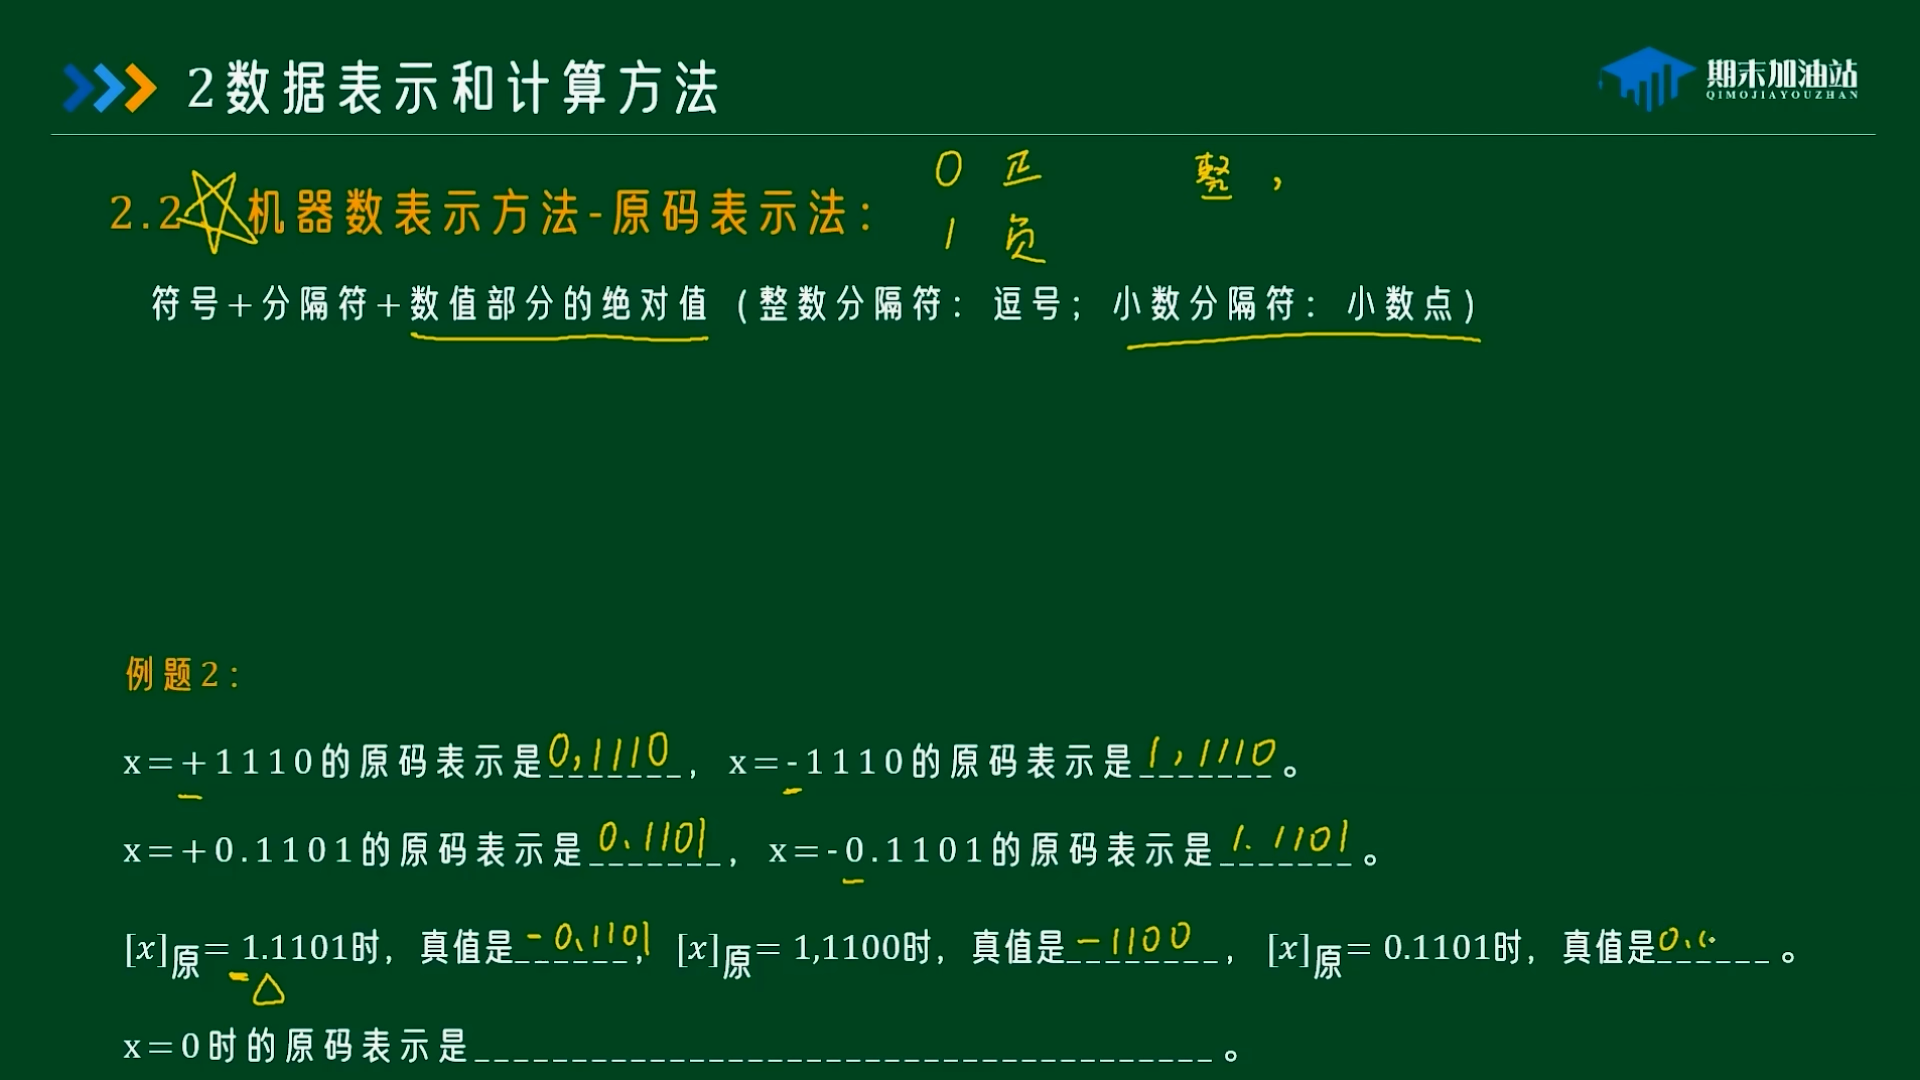 2数据表示和计算方法
期末加油站
QIMOJIAYOUZHAN
0 正 整 ,
2.2 机器数表示方法-原码表示法：
1 负
符号+分隔符+数值部分的绝对值（整数分隔符：逗号；小数分隔符：小数点）
例题2：
x=+1110的原码表示是0,1110，x=-1110的原码表示是1,1110。
x=+0.1101的原码表示是0.1101，x=-0.1101的原码表示是1.1101。
[x]原= 1.1101时，真值是-0.1101，[x]原= 1,1100时，真值是-1100，[x]原= 0.1101时，真值是0.。
x=0时的原码表示是______________________________________。